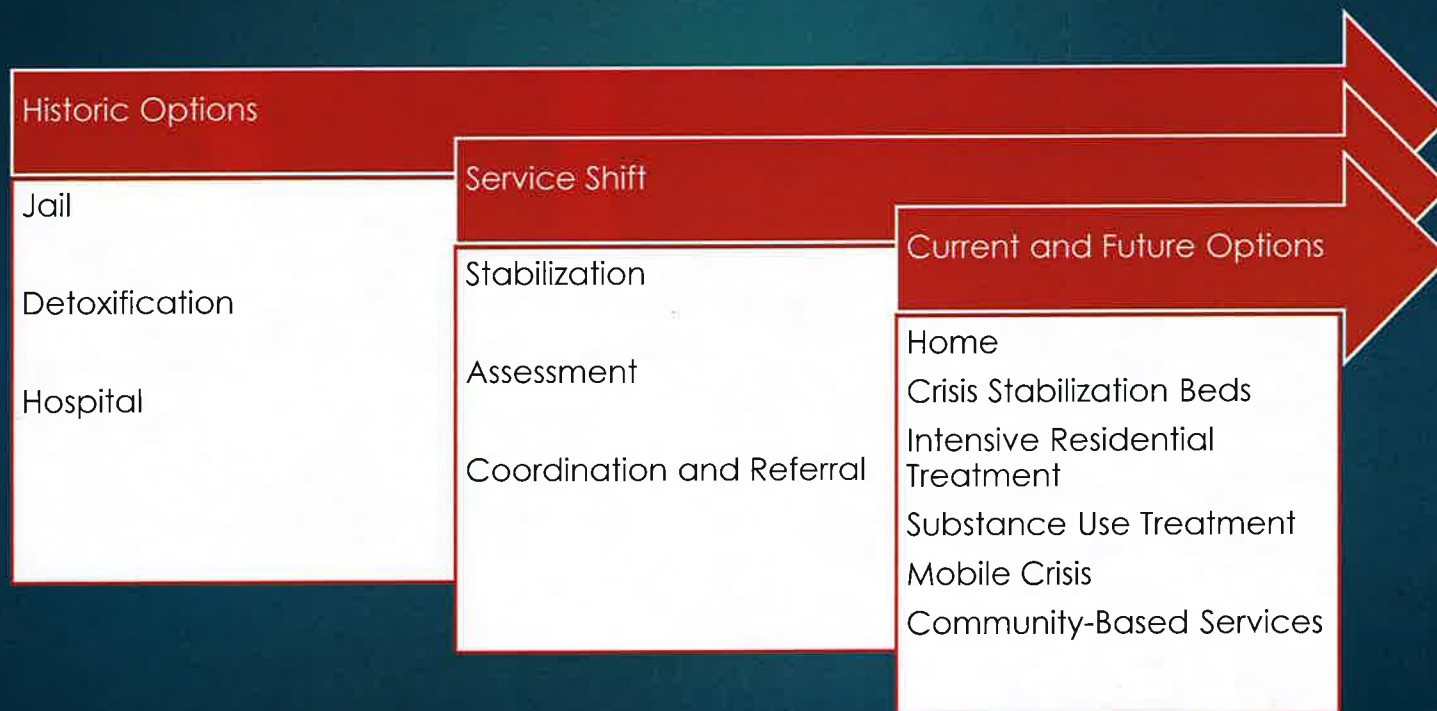 Historic Options
Jail
Detoxification
Hospital
Service Shift
Stabilization
Assessment
Coordination and Referral
Current and Future Options
Home
Crisis Stabilization Beds
Intensive Residential
Treatment
Substance Use Treatment
Mobile Crisis
Community-Based Services